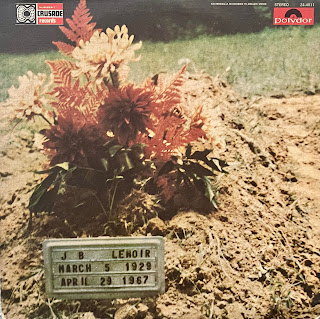 CRUSADE
records
STEREO 24-4011
Polydor
J B LENOIR
MARCH 5 1929
APRIL 29 1967